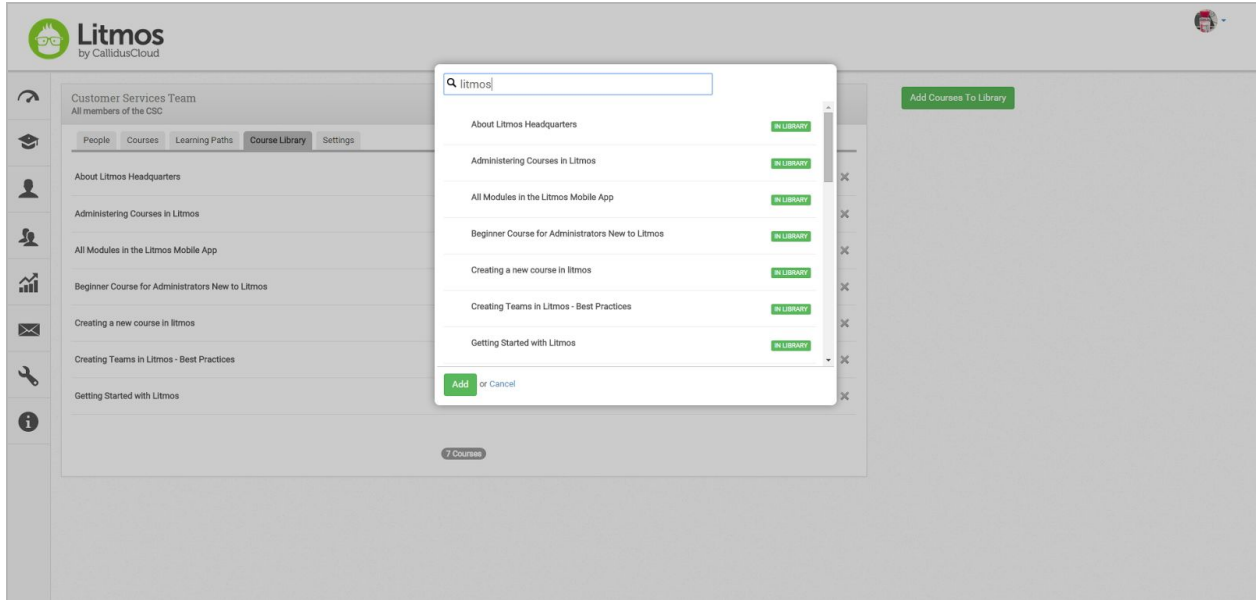 Litmos
by CallidusCloud
Customer Services Team
All members of the CSC
People Courses Learning Paths Course Library Settings
About Litmos Headquarters
Administering Courses in Litmos
All Modules in the Litmos Mobile App
Beginner Course for Administrators New to Litmos
Creating a new course in litmos
Creating Teams in Litmos - Best Practices
Getting Started with Litmos
7 Courses
litmos
About Litmos Headquarters IN LIBRARY
Administering Courses in Litmos IN LIBRARY
All Modules in the Litmos Mobile App IN LIBRARY
Beginner Course for Administrators New to Litmos IN LIBRARY
Creating a new course in litmos IN LIBRARY
Creating Teams in Litmos - Best Practices IN LIBRARY
Getting Started with Litmos IN LIBRARY
Add or Cancel
Add Courses To Library